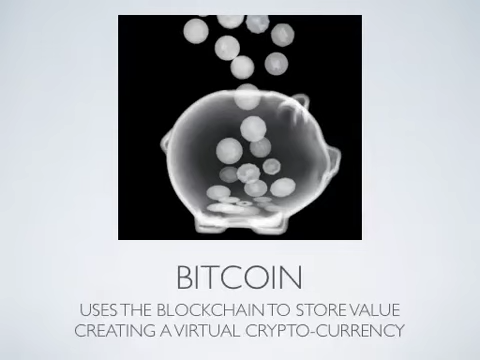 BITCOIN
USES THE BLOCKCHAIN TO STORE VALUE
CREATING A VIRTUAL CRYPTO-CURRENCY